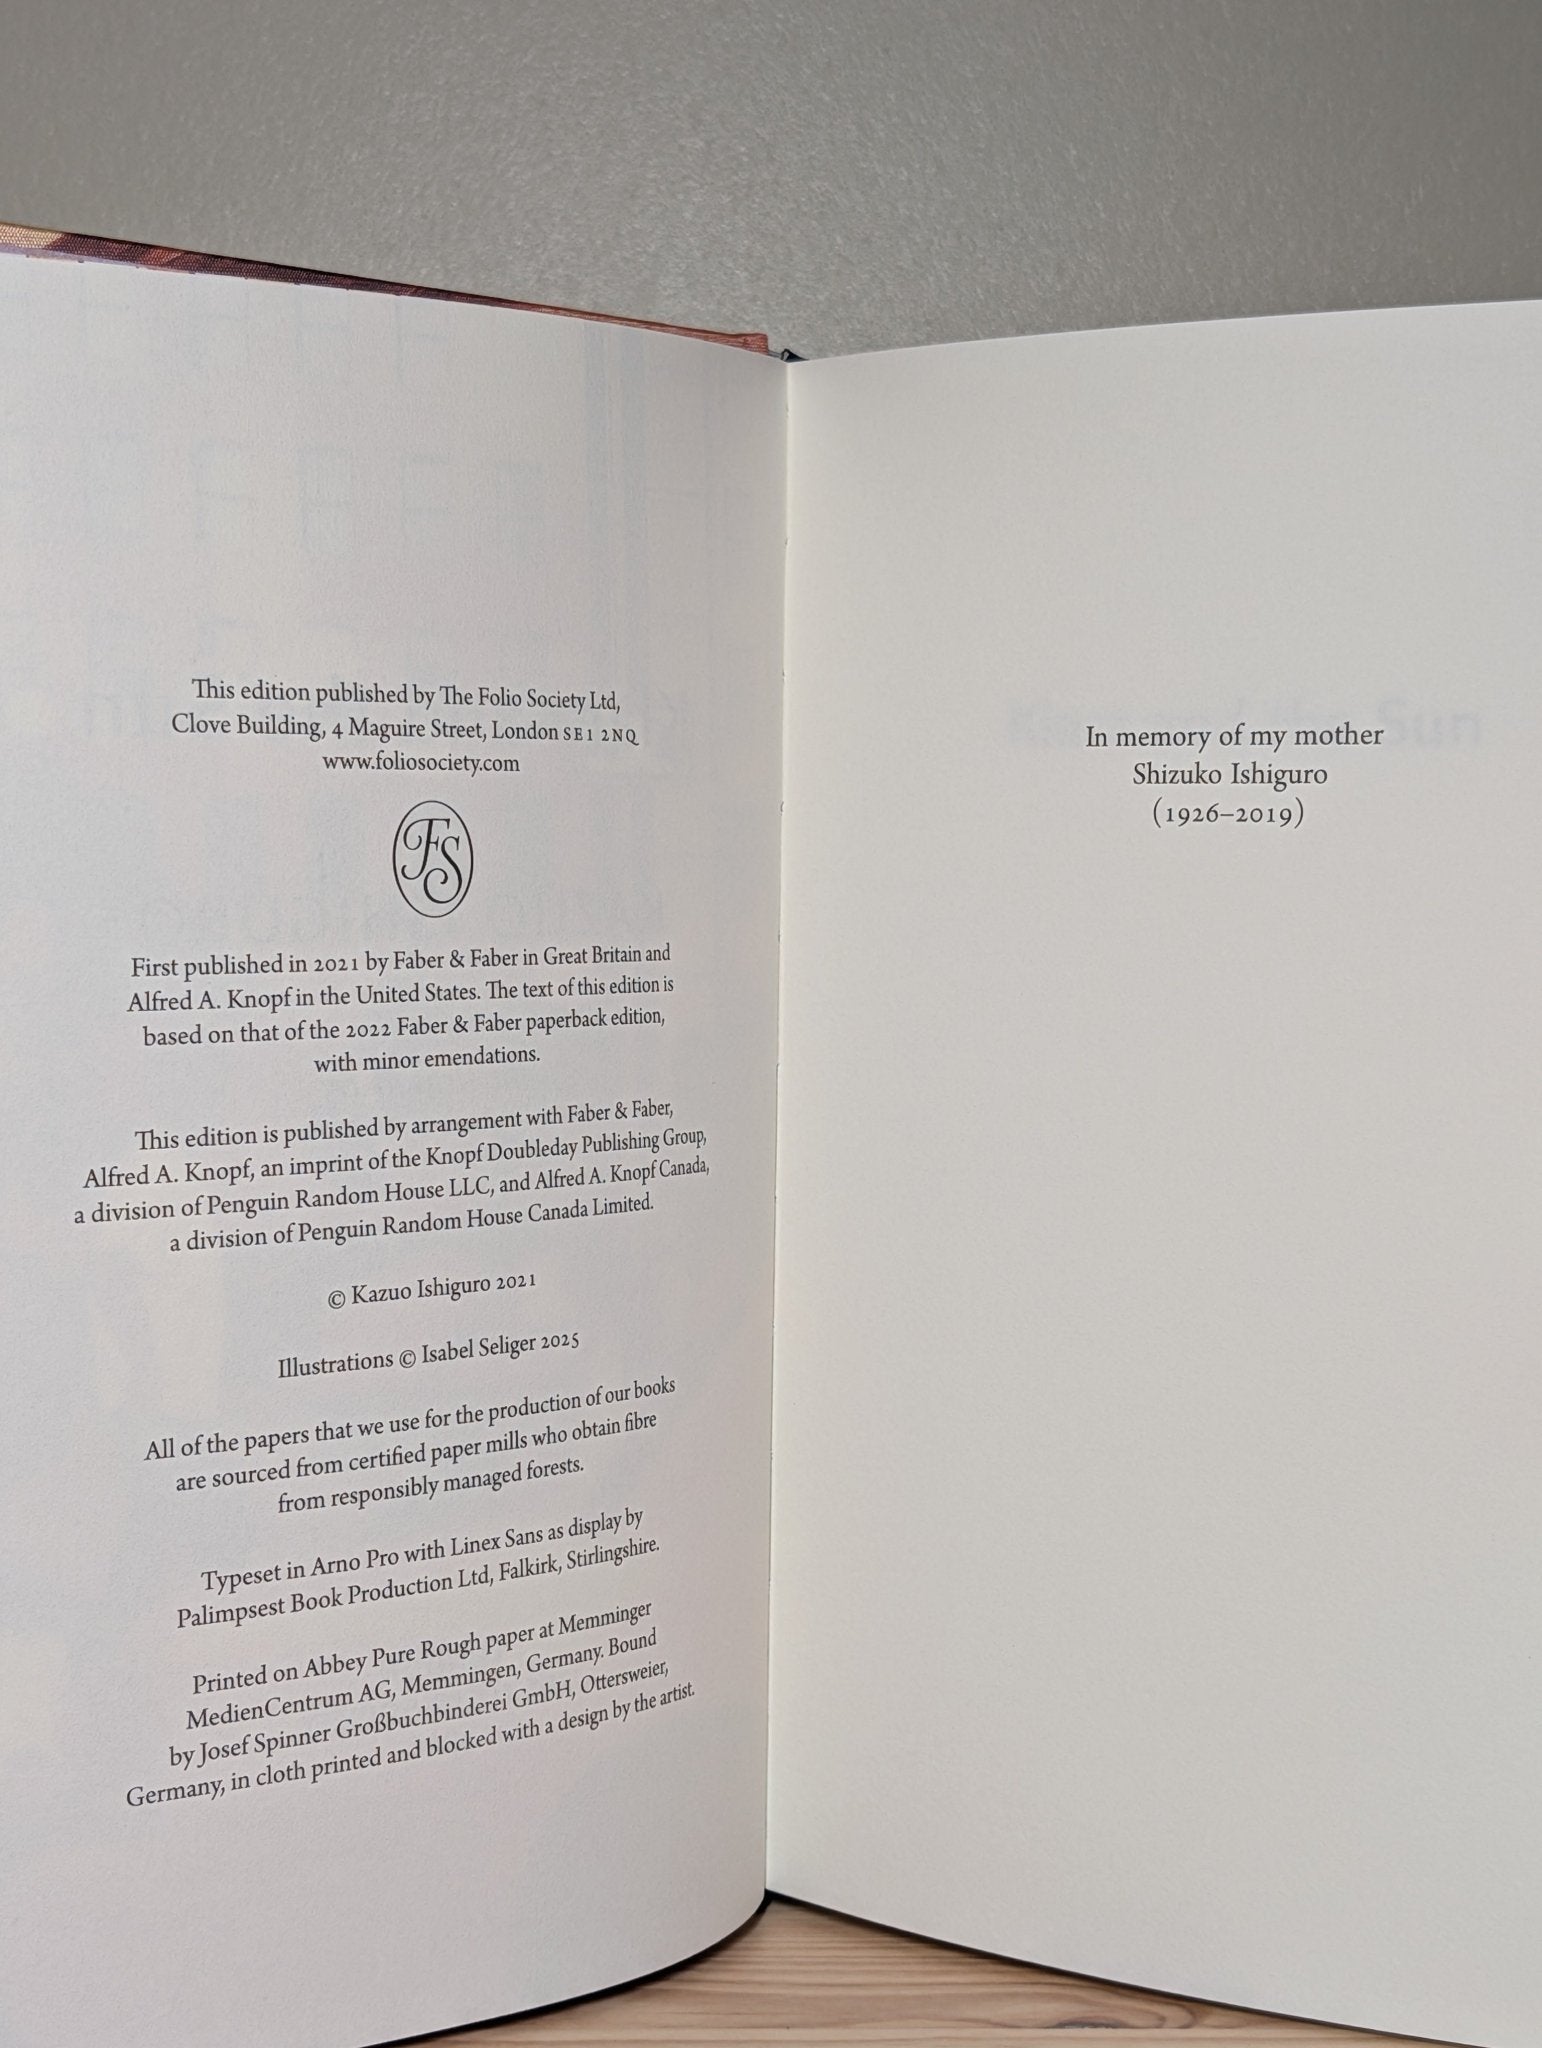 This edition published by The Folio Society Ltd,
Clove Building, 4 Maguire Street, London SE1 2NQ
www.foliosociety.com
FS
First published in 2021 by Faber & Faber in Great Britain and
Alfred A. Knopf in the United States. The text of this edition is
based on that of the 2022 Faber & Faber paperback edition,
with minor emendations.
This edition is published by arrangement with Faber & Faber,
Alfred A. Knopf, an imprint of the Knopf Doubleday Publishing Group,
a division of Penguin Random House LLC, and Alfred A. Knopf Canada,
a division of Penguin Random House Canada Limited.
© Kazuo Ishiguro 2021
Illustrations © Isabel Seliger 2025
All of the papers that we use for the production of our books
are sourced from certified paper mills who obtain fibre
from responsibly managed forests.
Typeset in Arno Pro with Linex Sans as display by
Palimpsest Book Production Ltd, Falkirk, Stirlingshire.
Printed on Abbey Pure Rough paper at Memminger
MedienCentrum AG, Memmingen, Germany. Bound
by Josef Spinner Großbuchbinderei GmbH, Ottersweier,
Germany, in cloth printed and blocked with a design by the artist.
In memory of my mother
Shizuko Ishiguro
(1926–2019)
Sun